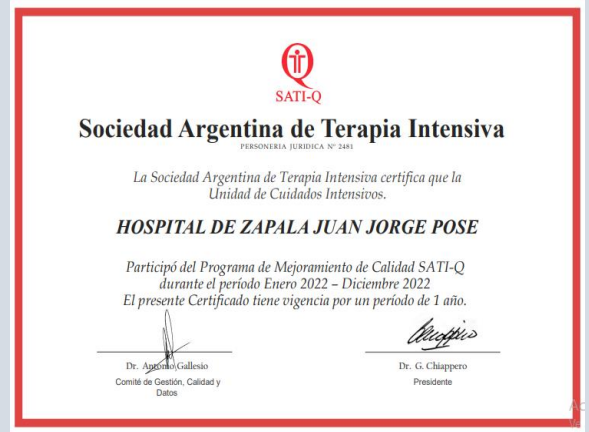 SATI-Q
Sociedad Argentina de Terapia Intensiva
PERSONERIA JURIDICA Nº 2481
La Sociedad Argentina de Terapia Intensiva certifica que la
Unidad de Cuidados Intensivos.
HOSPITAL DE ZAPALA JUAN JORGE POSE
Participó del Programa de Mejoramiento de Calidad SATI-Q
durante el período Enero 2022 – Diciembre 2022
El presente Certificado tiene vigencia por un período de 1 año.
Dr. Antonio Gallesio
Comité de Gestión, Calidad y
Datos
Dr. G. Chiappero
Presidente